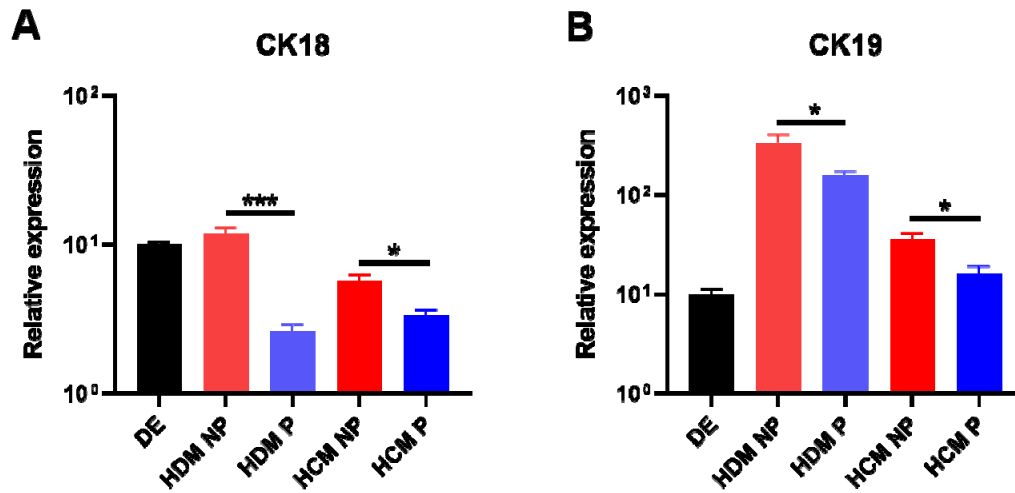 A
CK18
Relative expression
10²
10¹
10⁰
***
*
DE
HDM NP
HDM P
HCM NP
HCM P
B
CK19
Relative expression
10³
10²
10¹
10⁰
*
*
DE
HDM NP
HDM P
HCM NP
HCM P